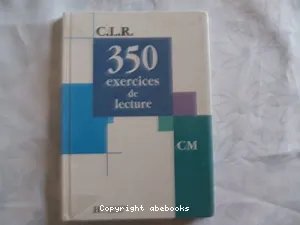 C.L.R.
350
exercices
de
lecture
CM
Copyright abebooks